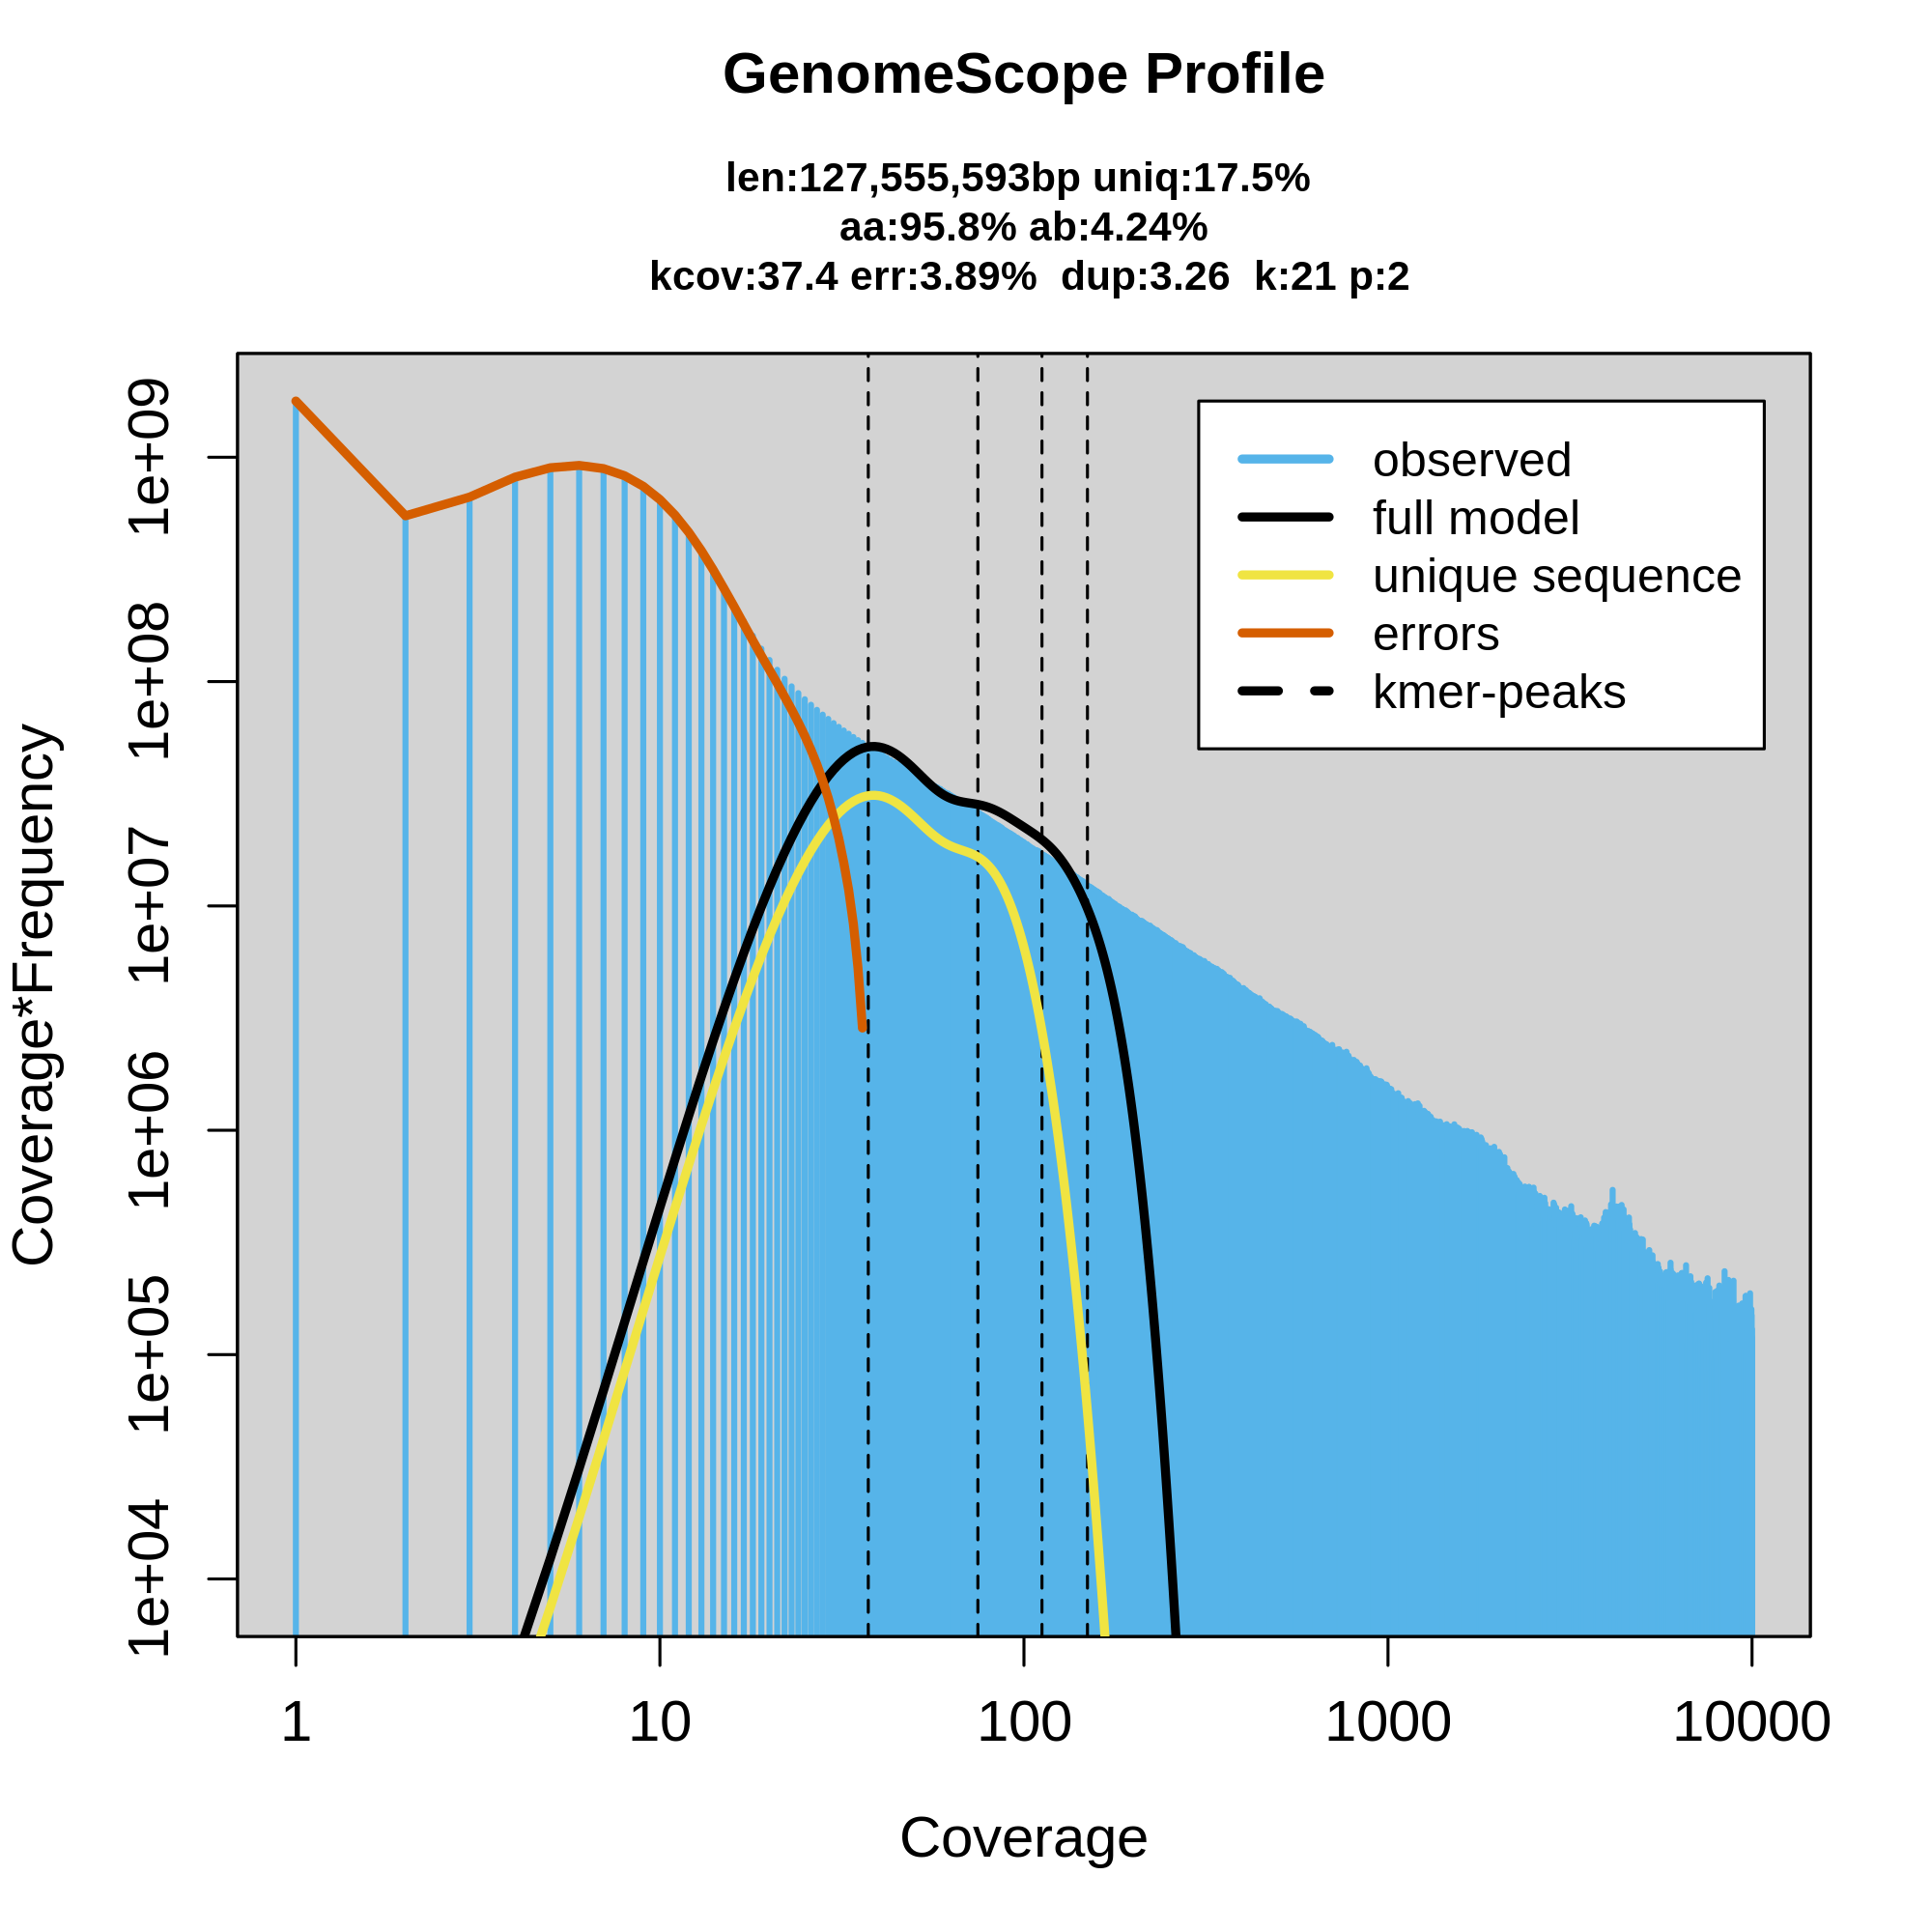 GenomeScope Profile
len:127,555,593bp uniq:17.5%
aa:95.8% ab:4.24%
kcov:37.4 err:3.89%  dup:3.26  k:21 p:2
observed
full model
unique sequence
errors
kmer-peaks
Coverage*Frequency
1e+09
1e+08
1e+07
1e+06
1e+05
1e+04
1
10
100
1000
10000
Coverage